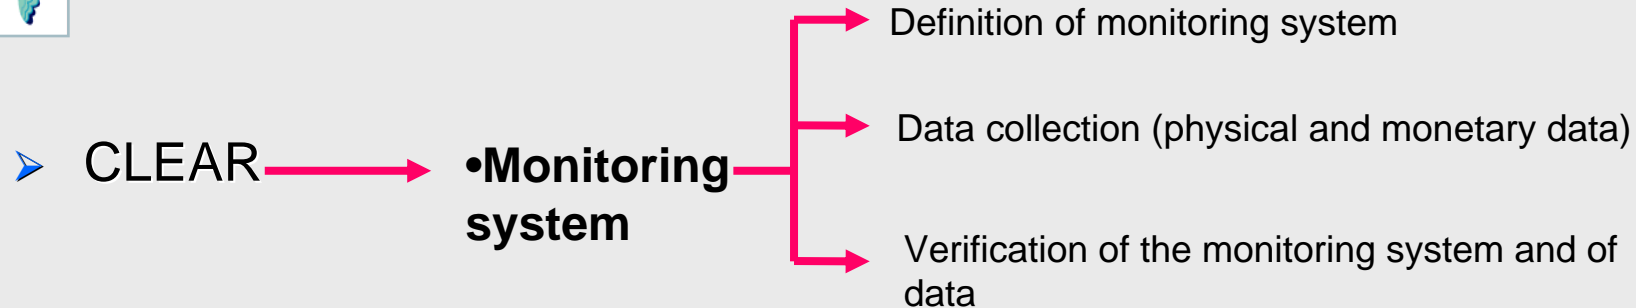 Definition of monitoring system
Data collection (physical and monetary data)
➢ CLEAR
•Monitoring
system
Verification of the monitoring system and of
data